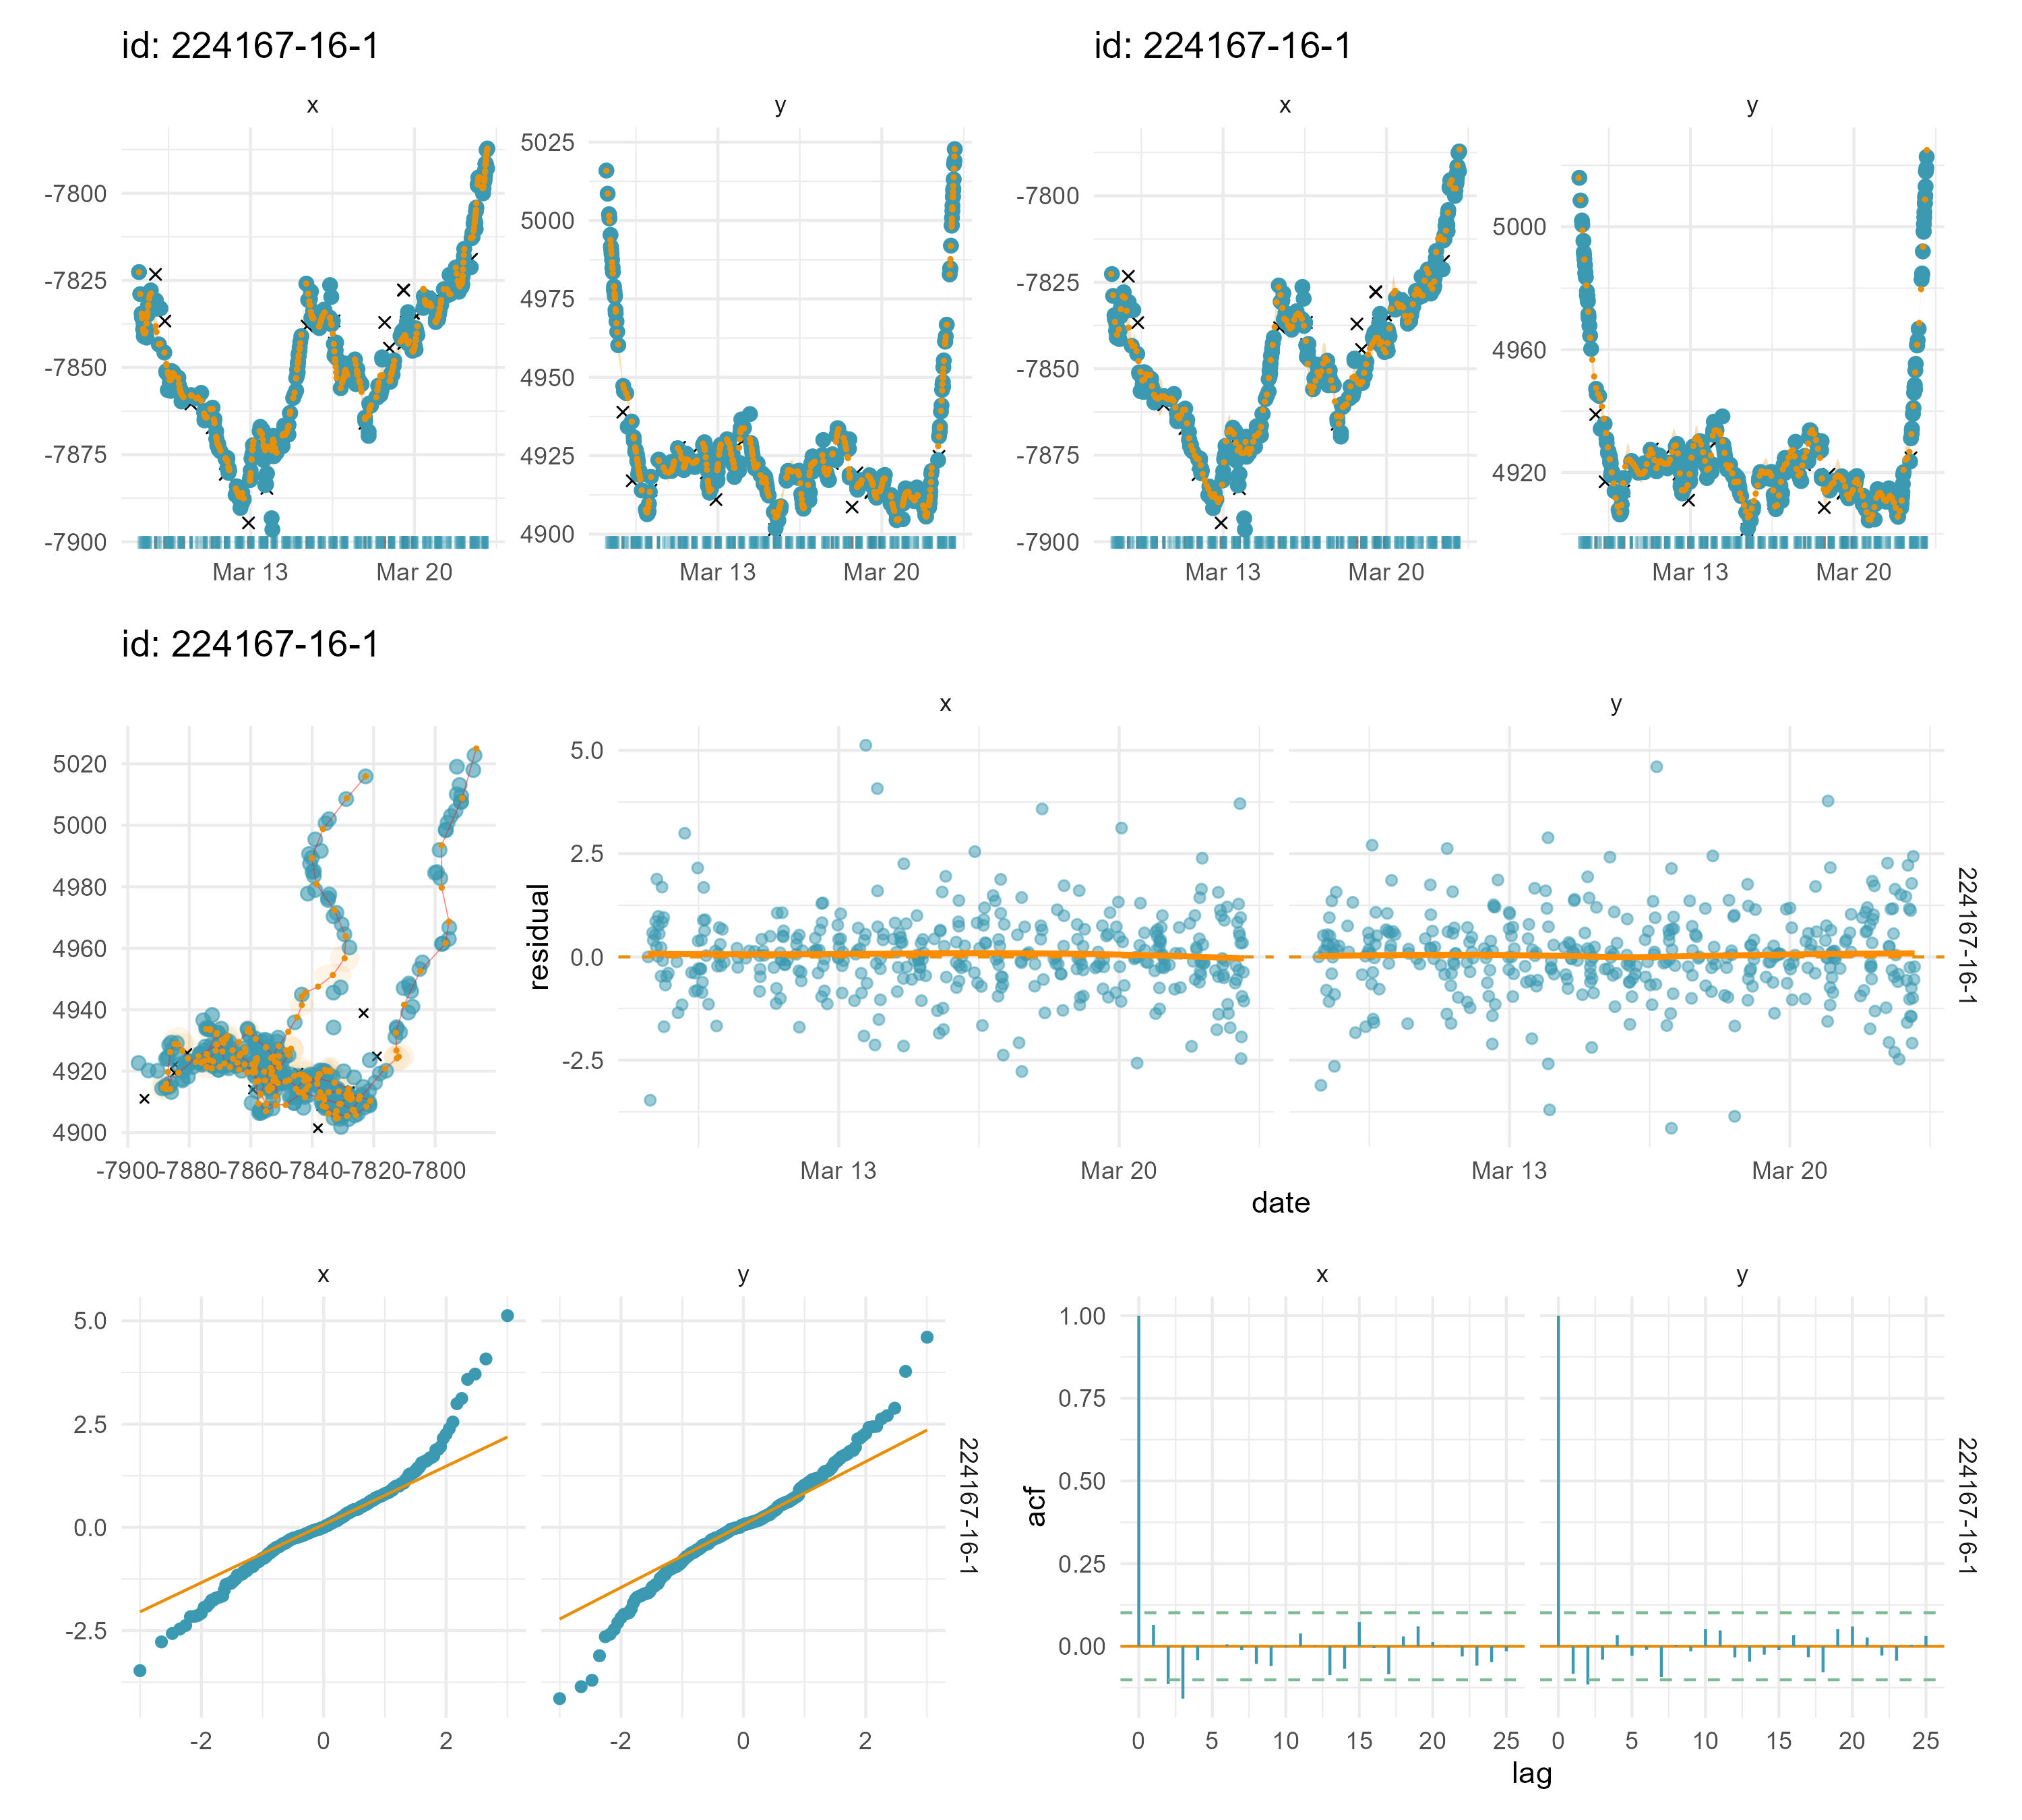 id: 224167-16-1
id: 224167-16-1
x
y
x
y
-7800
-7825
-7850
-7875
-7900
5025
5000
4975
4950
4925
4900
-7800
-7825
-7850
-7875
-7900
5000
4960
4920
Mar 13
Mar 20
Mar 13
Mar 20
Mar 13
Mar 20
Mar 13
Mar 20
id: 224167-16-1
x
y
5020
5000
4980
4960
4940
4920
4900
-7900
-7880
-7860
-7840
-7820
-7800
residual
5.0
2.5
0.0
-2.5
224167-16-1
Mar 13
Mar 20
Mar 13
Mar 20
date
x
y
5.0
2.5
0.0
-2.5
224167-16-1
-2
0
2
-2
0
2
x
y
acf
1.00
0.75
0.50
0.25
0.00
224167-16-1
0
5
10
15
20
25
0
5
10
15
20
25
lag